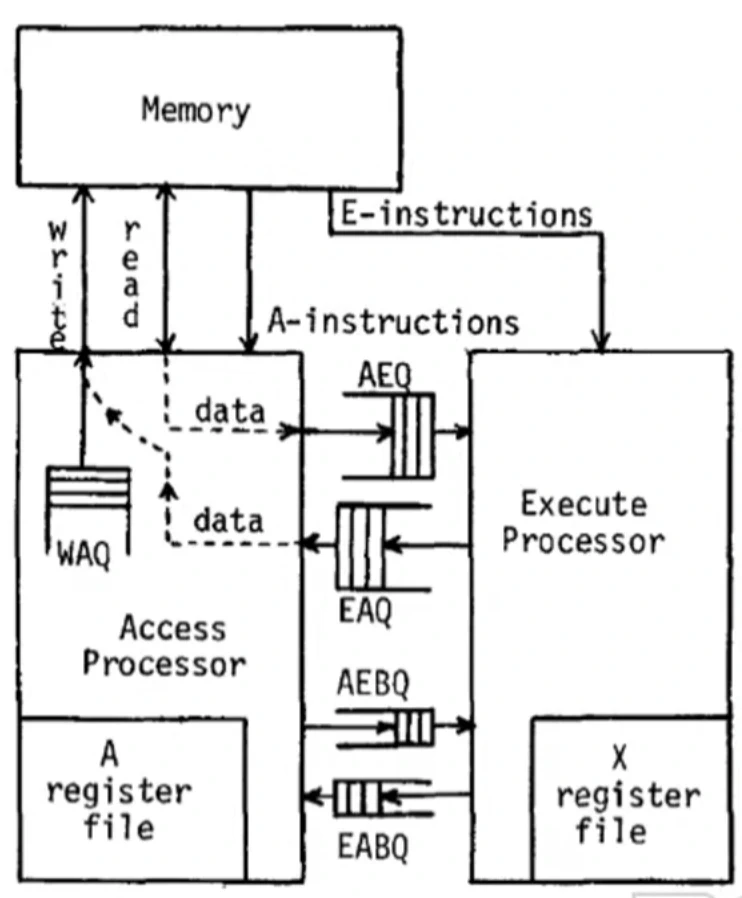 Memory
write
read
E-instructions
A-instructions
AEQ
data
Execute
Processor
data
WAQ
EAQ
Access
Processor
AEBQ
A
register
file
X
register
file
EABQ